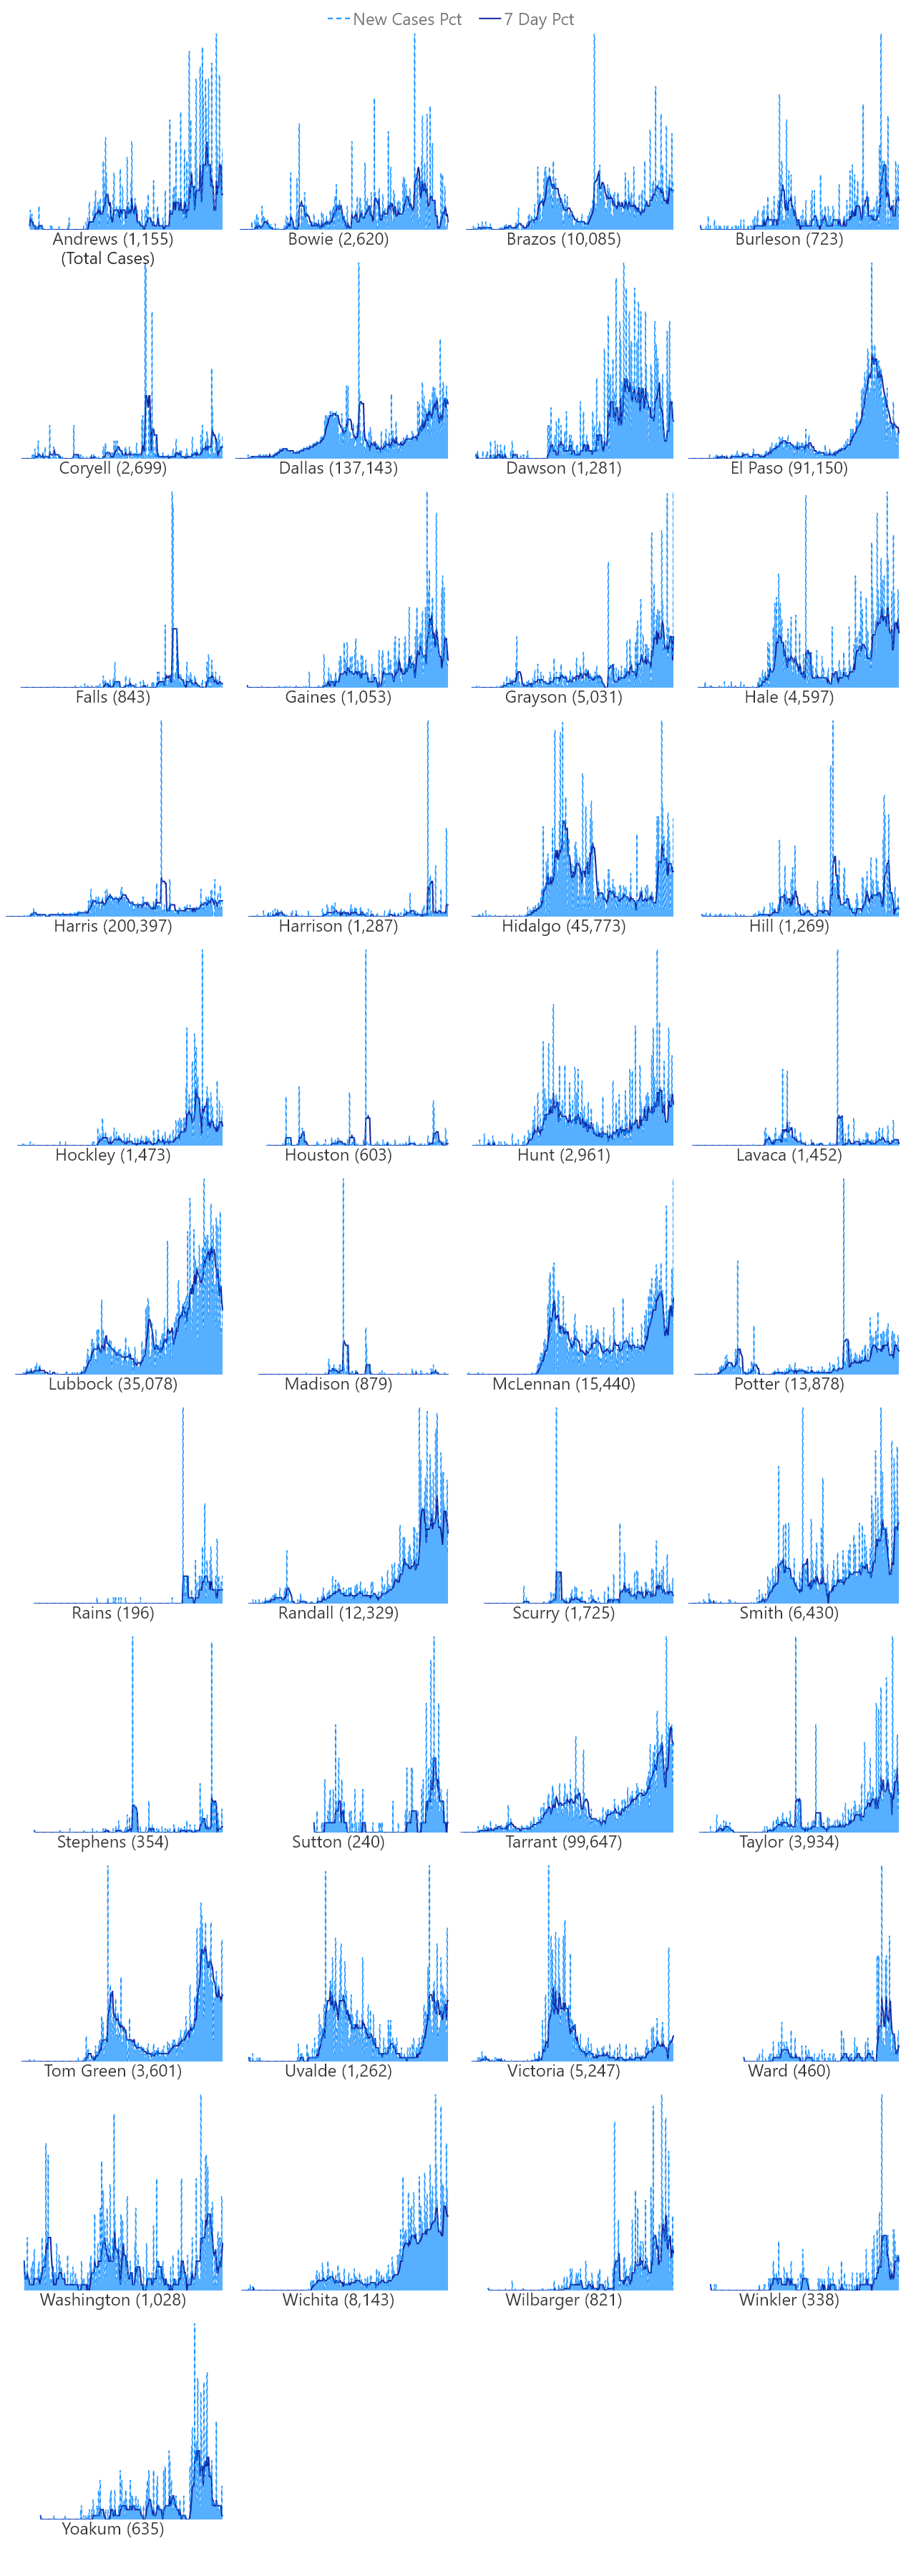 New Cases Pct 7 Day Pct
Andrews (1,155) Bowie (2,620) Brazos (10,085) Burleson (723)
(Total Cases)
Coryell (2,699) Dallas (137,143) Dawson (1,281) El Paso (91,150)
Falls (843) Gaines (1,053) Grayson (5,031) Hale (4,597)
Harris (200,397) Harrison (1,287) Hidalgo (45,773) Hill (1,269)
Hockley (1,473) Houston (603) Hunt (2,961) Lavaca (1,452)
Lubbock (35,078) Madison (879) McLennan (15,440) Potter (13,878)
Rains (196) Randall (12,329) Scurry (1,725) Smith (6,430)
Stephens (354) Sutton (240) Tarrant (99,647) Taylor (3,934)
Tom Green (3,601) Uvalde (1,262) Victoria (5,247) Ward (460)
Washington (1,028) Wichita (8,143) Wilbarger (821) Winkler (338)
Yoakum (635)